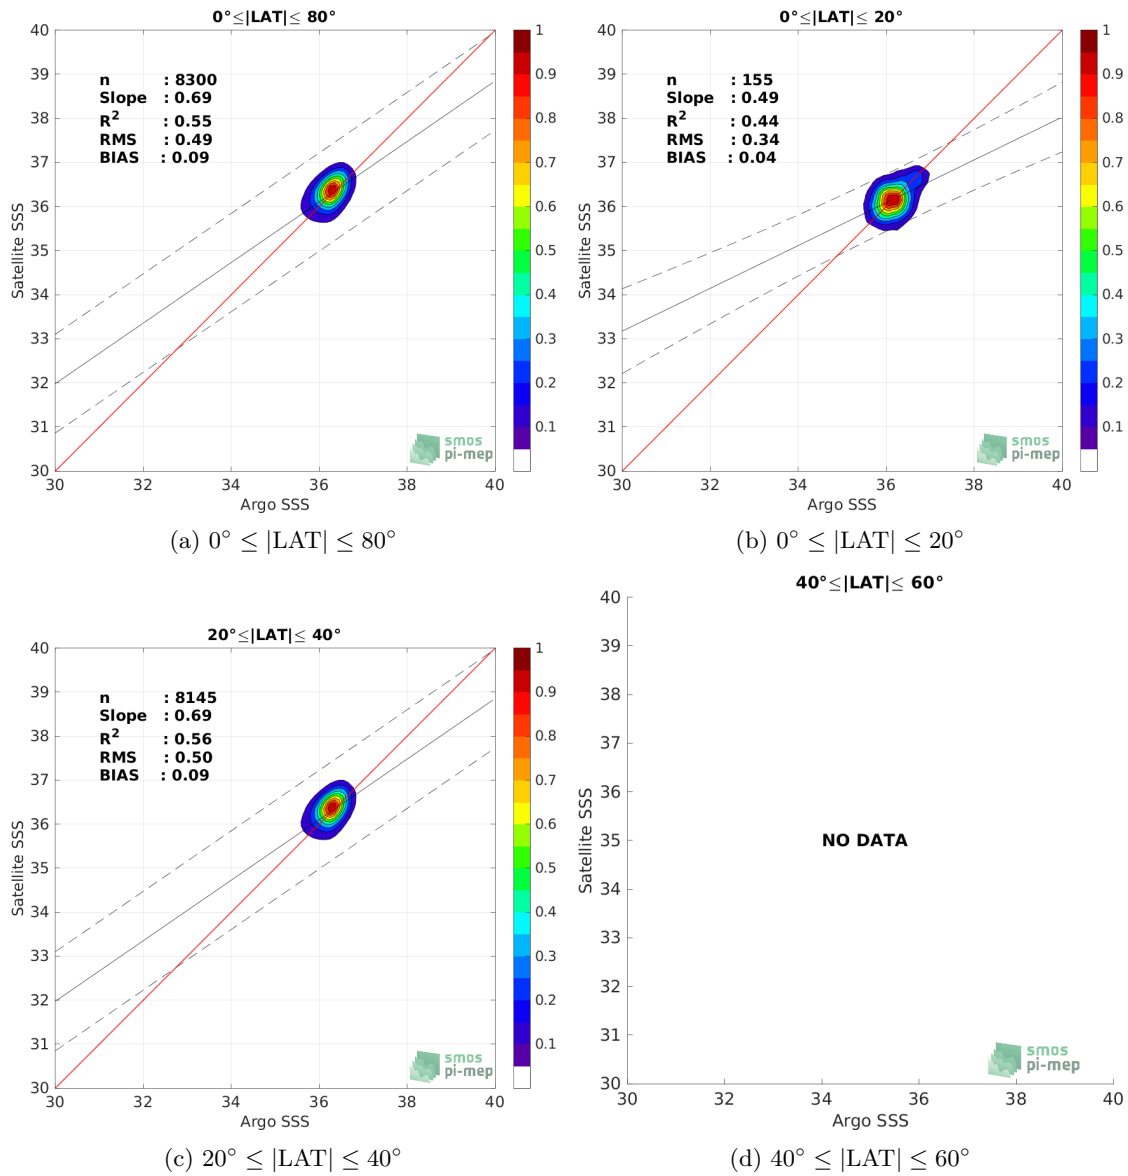 0°≤|LAT|≤ 80°
40
39
38
37
36
35
34
33
32
31
30
Satellite SSS
n : 8300
Slope : 0.69
R² : 0.55
RMS : 0.49
BIAS : 0.09
30 32 34 36 38 40
Argo SSS
1
0.9
0.8
0.7
0.6
0.5
0.4
0.3
0.2
0.1
smos
pi-mep
(a) 0° ≤ |LAT| ≤ 80°
0°≤|LAT|≤ 20°
40
39
38
37
36
35
34
33
32
31
30
Satellite SSS
n : 155
Slope : 0.49
R² : 0.44
RMS : 0.34
BIAS : 0.04
30 32 34 36 38 40
Argo SSS
1
0.9
0.8
0.7
0.6
0.5
0.4
0.3
0.2
0.1
smos
pi-mep
(b) 0° ≤ |LAT| ≤ 20°
20°≤|LAT|≤ 40°
40
39
38
37
36
35
34
33
32
31
30
Satellite SSS
n : 8145
Slope : 0.69
R² : 0.56
RMS : 0.50
BIAS : 0.09
30 32 34 36 38 40
Argo SSS
1
0.9
0.8
0.7
0.6
0.5
0.4
0.3
0.2
0.1
smos
pi-mep
(c) 20° ≤ |LAT| ≤ 40°
40°≤|LAT|≤ 60°
40
39
38
37
36
35
34
33
32
31
30
Satellite SSS
NO DATA
30 32 34 36 38 40
Argo SSS
smos
pi-mep
(d) 40° ≤ |LAT| ≤ 60°